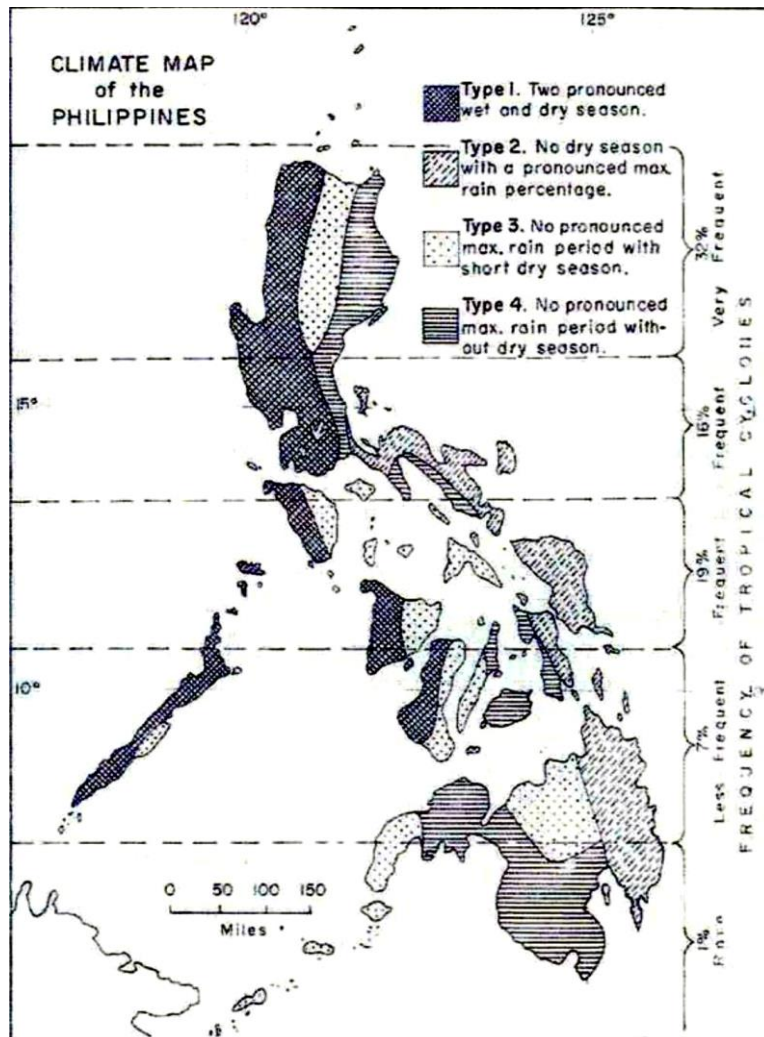 120°
125°
CLIMATE MAP
of the
PHILIPPINES
Type 1. Two pronounced
wet and dry season.
Type 2. No dry season
with a pronounced max.
rain percentage.
Type 3. No pronounced
max. rain period with
short dry season.
Type 4. No pronounced
max. rain period with-
out dry season.
15°
10°
32%
Very Frequent
16%
Frequent
19%
Frequent
7%
Less Frequent
1%
Rare
FREQUENCY OF TROPICAL CYCLONES
0 50 100 150
Miles